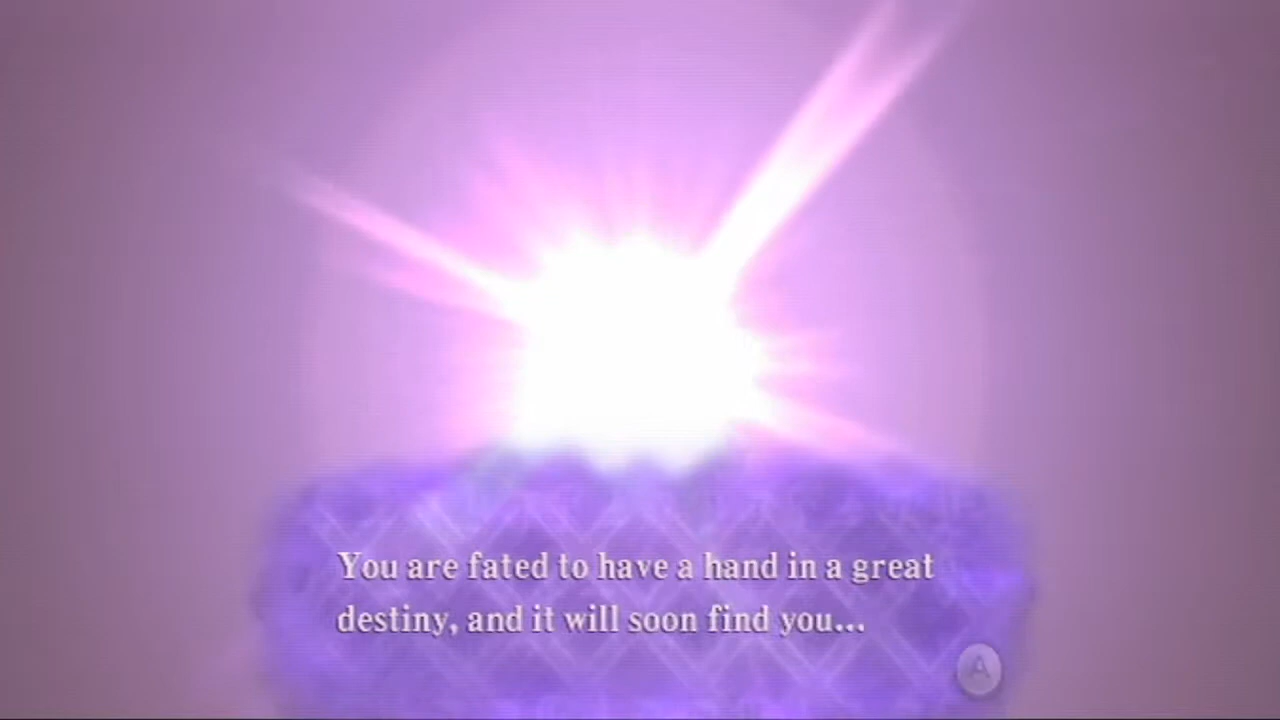 You are fated to have a hand in a great
destiny, and it will soon find you...
A